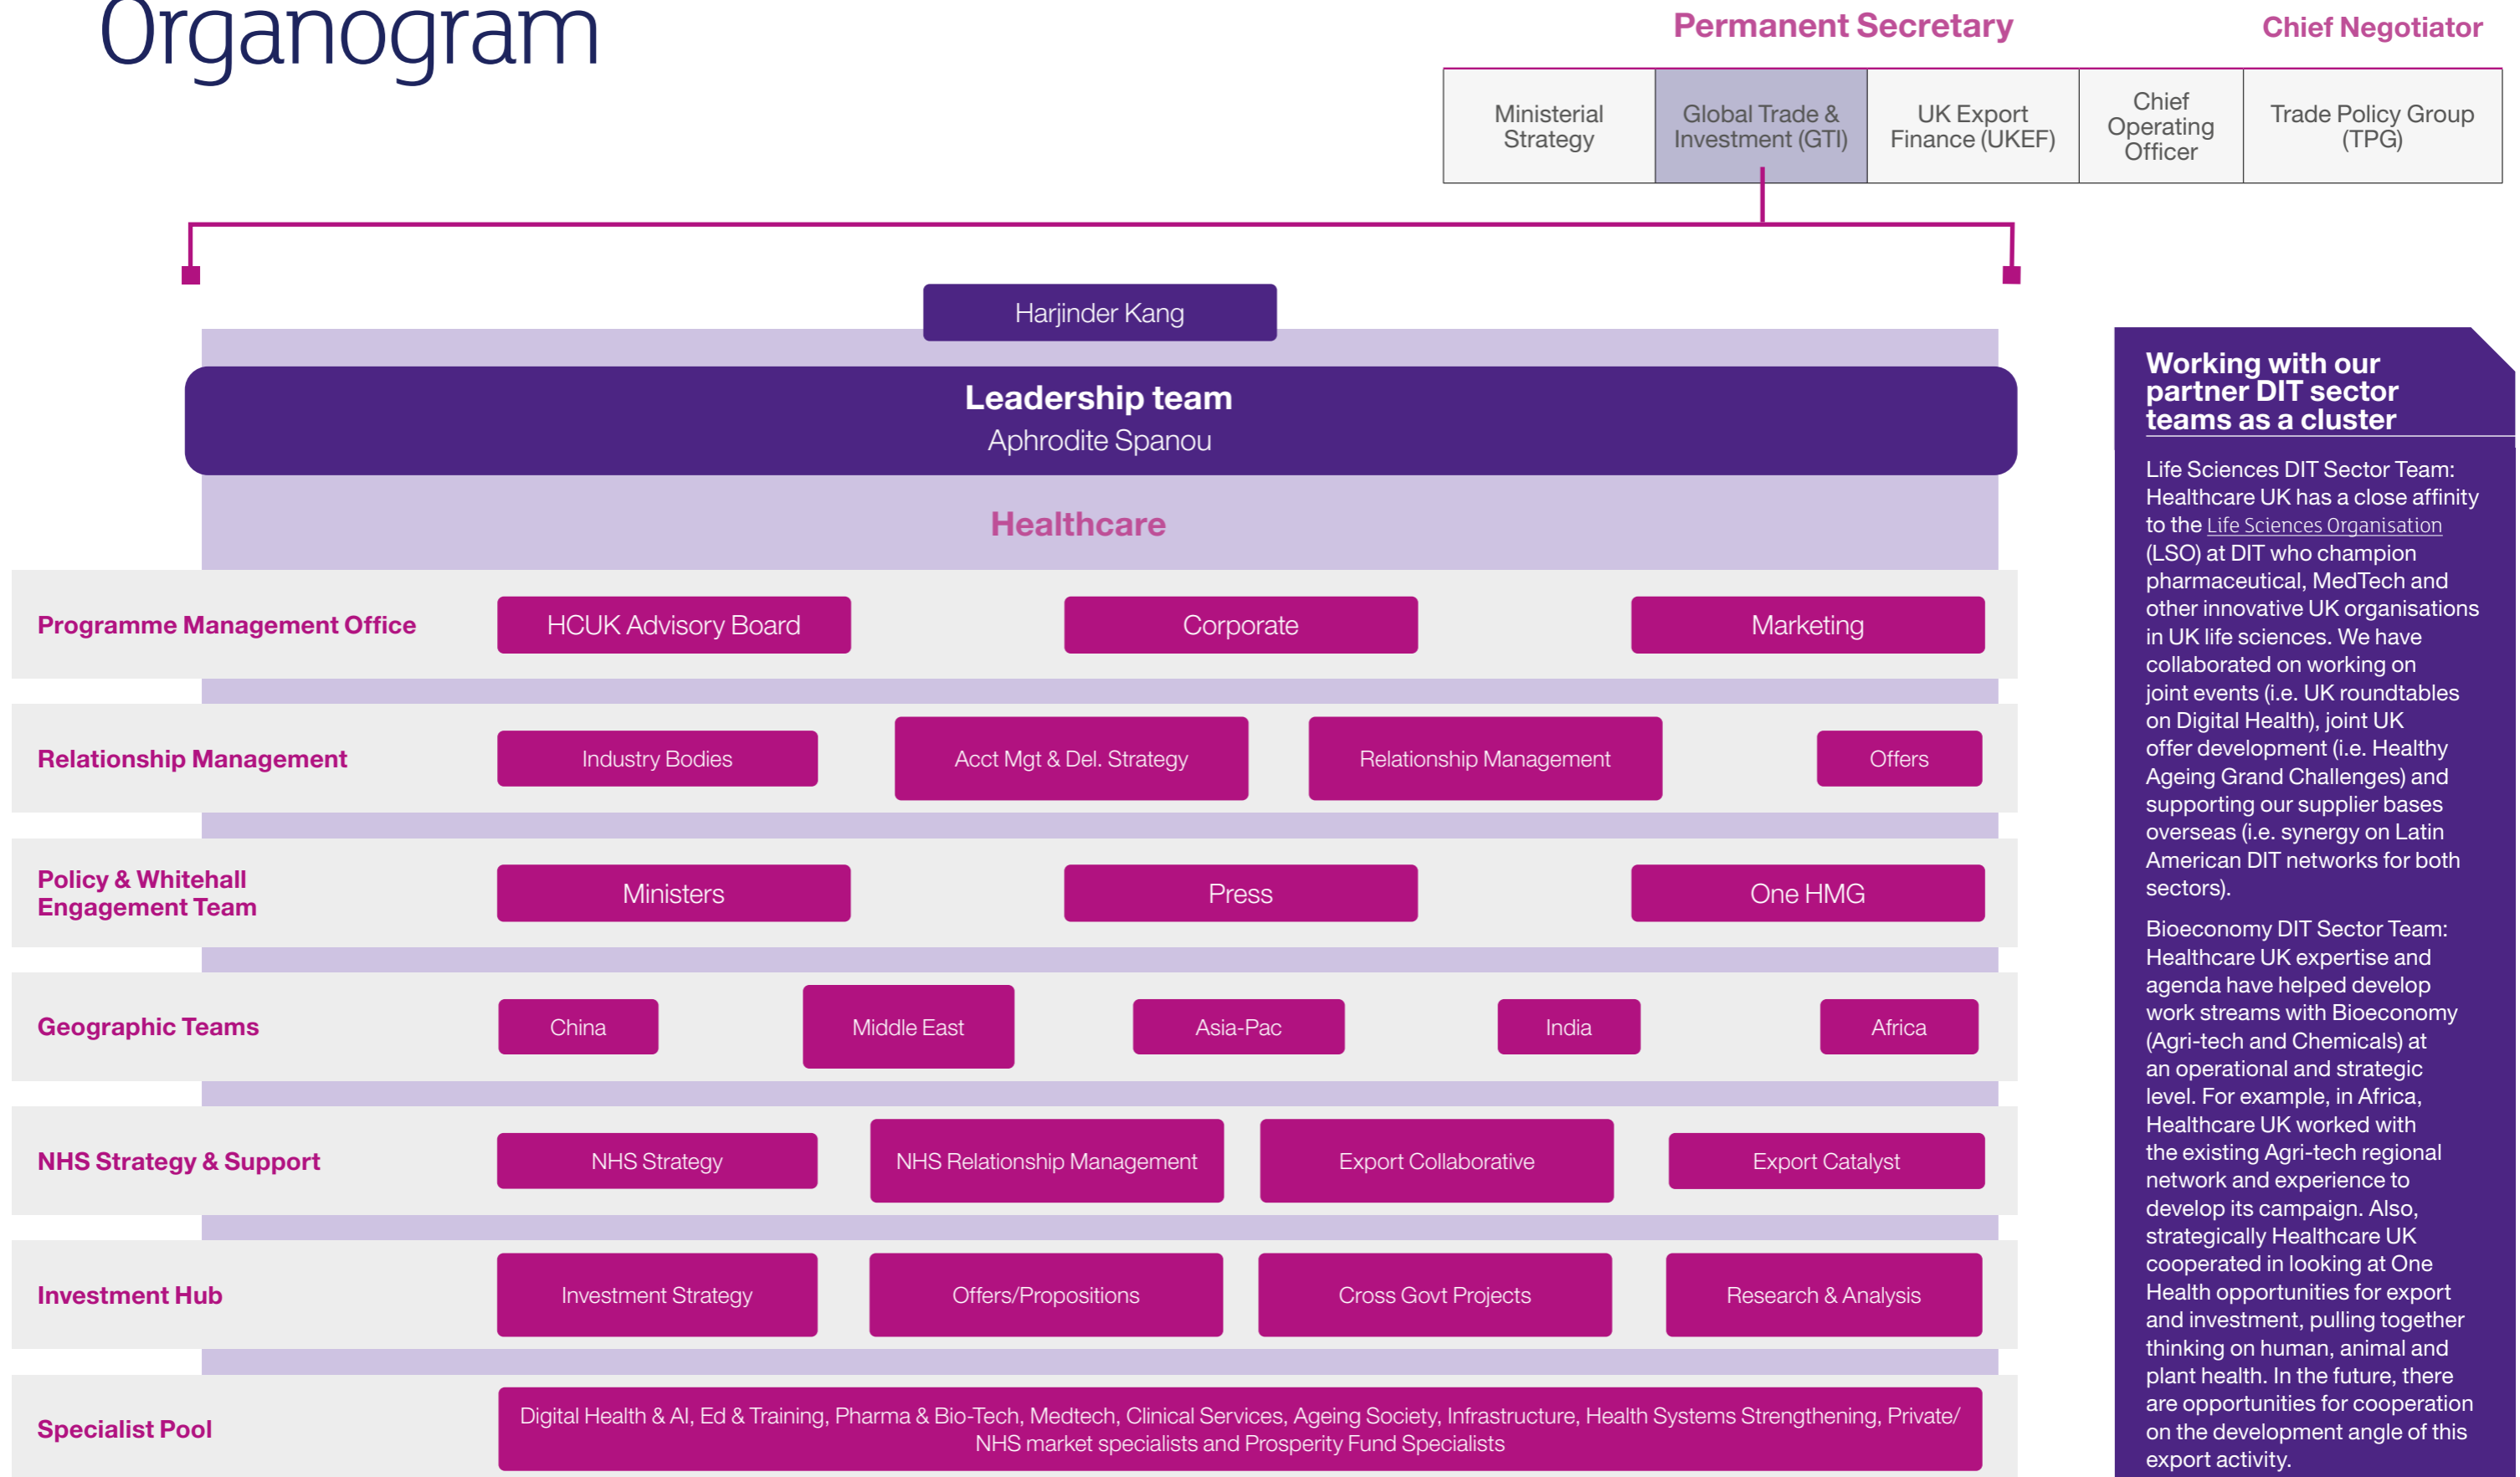 Organogram
Permanent Secretary
Chief Negotiator
Ministerial
Strategy
Global Trade &
Investment (GTI)
UK Export
Finance (UKEF)
Chief
Operating
Officer
Trade Policy Group
(TPG)
Harjinder Kang
Leadership team
Aphrodite Spanou
Healthcare
Programme Management Office
HCUK Advisory Board
Corporate
Marketing
Relationship Management
Industry Bodies
Acct Mgt & Del. Strategy
Relationship Management
Offers
Policy & Whitehall
Engagement Team
Ministers
Press
One HMG
Geographic Teams
China
Middle East
Asia-Pac
India
Africa
NHS Strategy & Support
NHS Strategy
NHS Relationship Management
Export Collaborative
Export Catalyst
Investment Hub
Investment Strategy
Offers/Propositions
Cross Govt Projects
Research & Analysis
Specialist Pool
Digital Health & AI, Ed & Training, Pharma & Bio-Tech, Medtech, Clinical Services, Ageing Society, Infrastructure, Health Systems Strengthening, Private/
NHS market specialists and Prosperity Fund Specialists
Working with our
partner DIT sector
teams as a cluster
Life Sciences DIT Sector Team:
Healthcare UK has a close affinity
to the Life Sciences Organisation
(LSO) at DIT who champion
pharmaceutical, MedTech and
other innovative UK organisations
in UK life sciences. We have
collaborated on working on
joint events (i.e. UK roundtables
on Digital Health), joint UK
offer development (i.e. Healthy
Ageing Grand Challenges) and
supporting our supplier bases
overseas (i.e. synergy on Latin
American DIT networks for both
sectors).
Bioeconomy DIT Sector Team:
Healthcare UK expertise and
agenda have helped develop
work streams with Bioeconomy
(Agri-tech and Chemicals) at
an operational and strategic
level. For example, in Africa,
Healthcare UK worked with
the existing Agri-tech regional
network and experience to
develop its campaign. Also,
strategically Healthcare UK
cooperated in looking at One
Health opportunities for export
and investment, pulling together
thinking on human, animal and
plant health. In the future, there
are opportunities for cooperation
on the development angle of this
export activity.